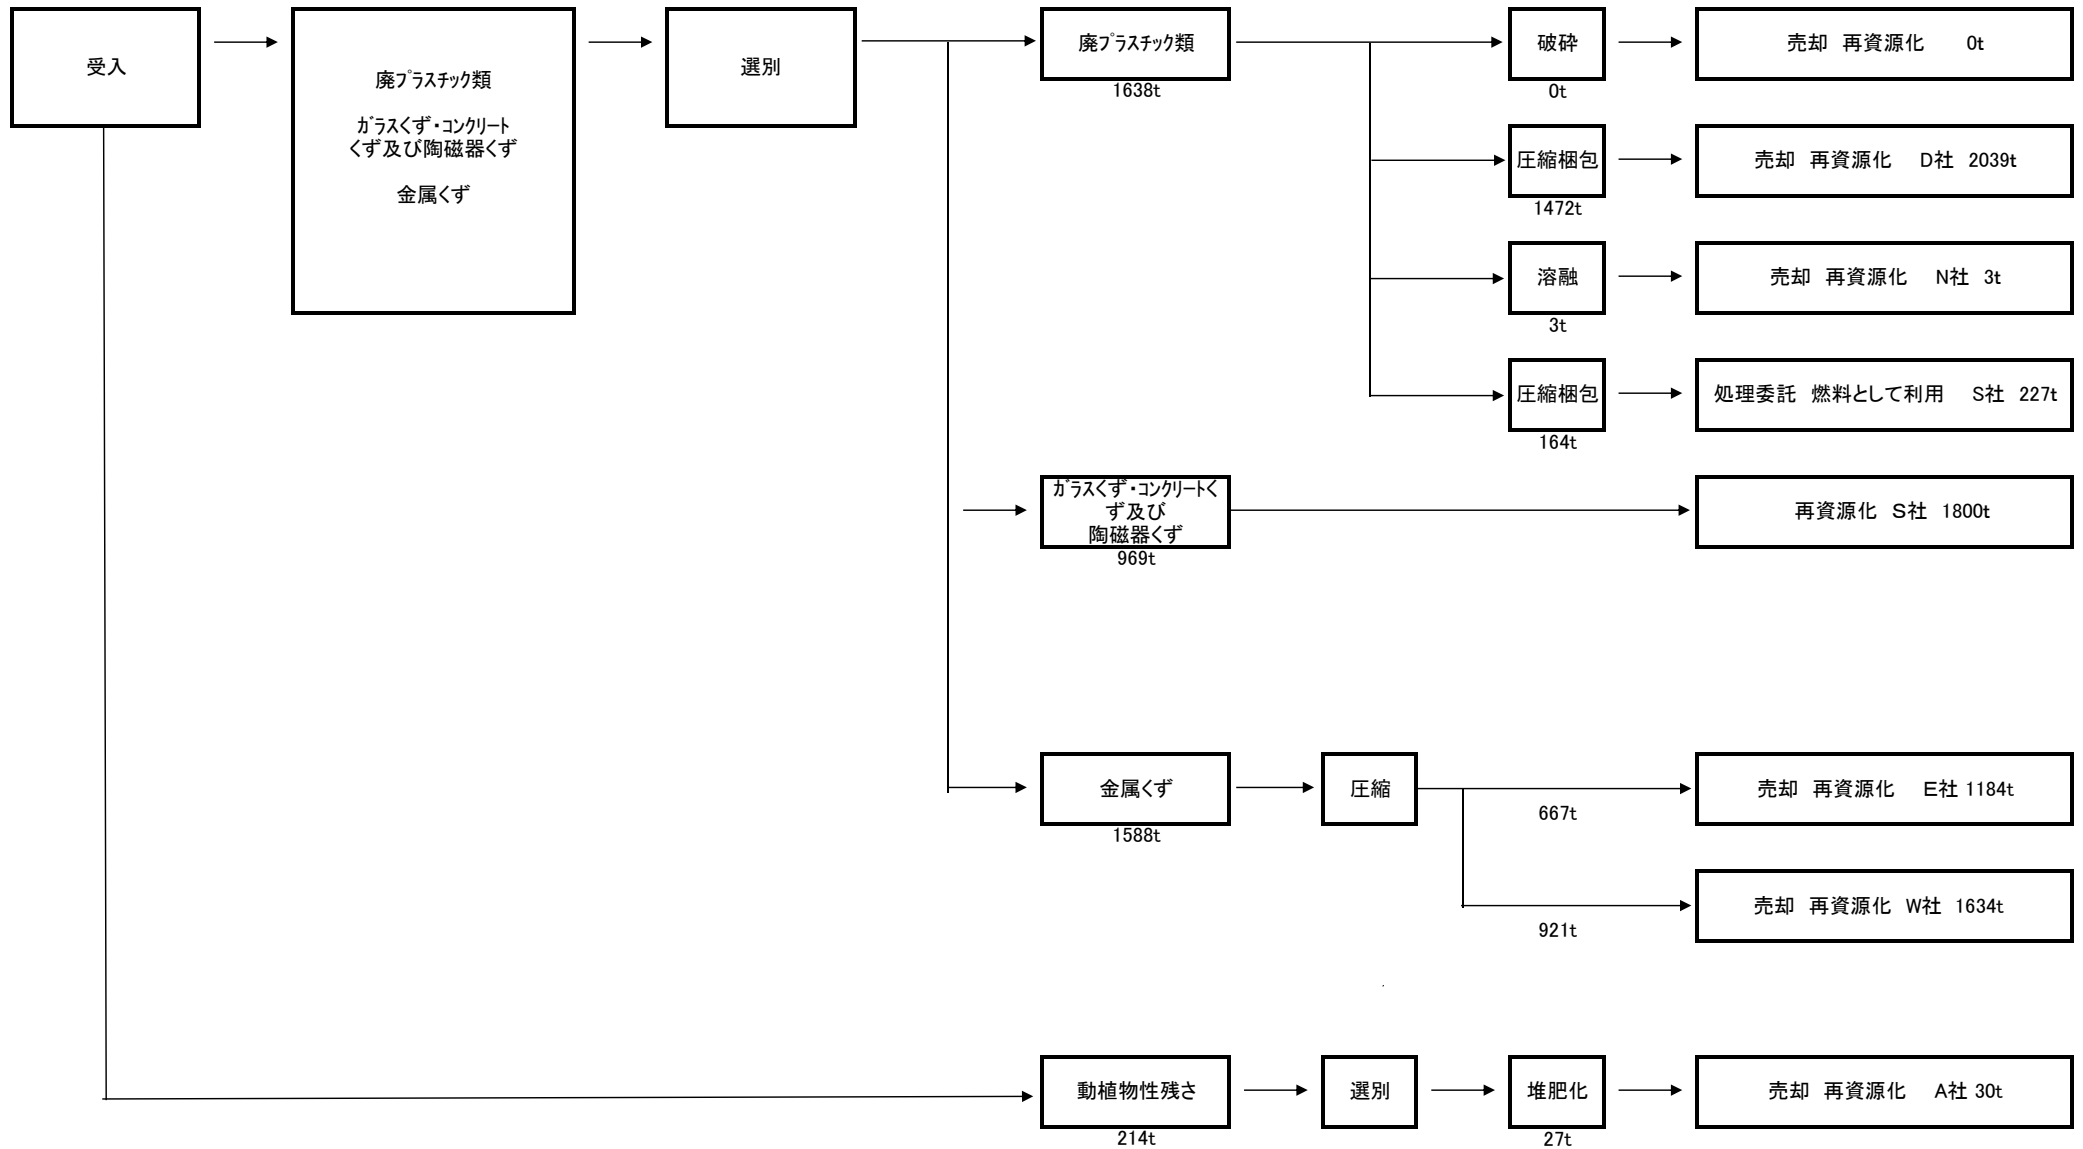 受入
廃ﾌﾟﾗｽﾁｯｸ類
ｶﾞﾗｽくず・ｺﾝｸﾘｰﾄ
くず及び陶磁器くず
金属くず
選別
廃ﾌﾟﾗｽﾁｯｸ類
1638t
破砕
0t
売却 再資源化 0t
圧縮梱包
1472t
売却 再資源化 D社 2039t
溶融
3t
売却 再資源化 N社 3t
圧縮梱包
164t
処理委託 燃料として利用 S社 227t
ｶﾞﾗｽくず・ｺﾝｸﾘｰﾄく
ず及び
陶磁器くず
969t
再資源化 S社 1800t
金属くず
1588t
圧縮
667t
売却 再資源化 E社 1184t
921t
売却 再資源化 W社 1634t
動植物性残さ
214t
選別
堆肥化
27t
売却 再資源化 A社 30t